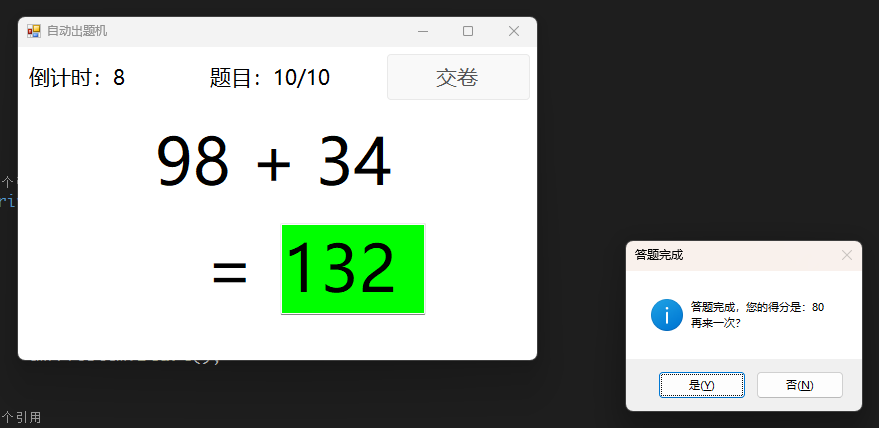 自动出题机
倒计时：8
题目：10/10
交卷
98 + 34
= 132
个引用
答题完成
答题完成，您的得分是：80
再来一次?
是(Y)
否(N)